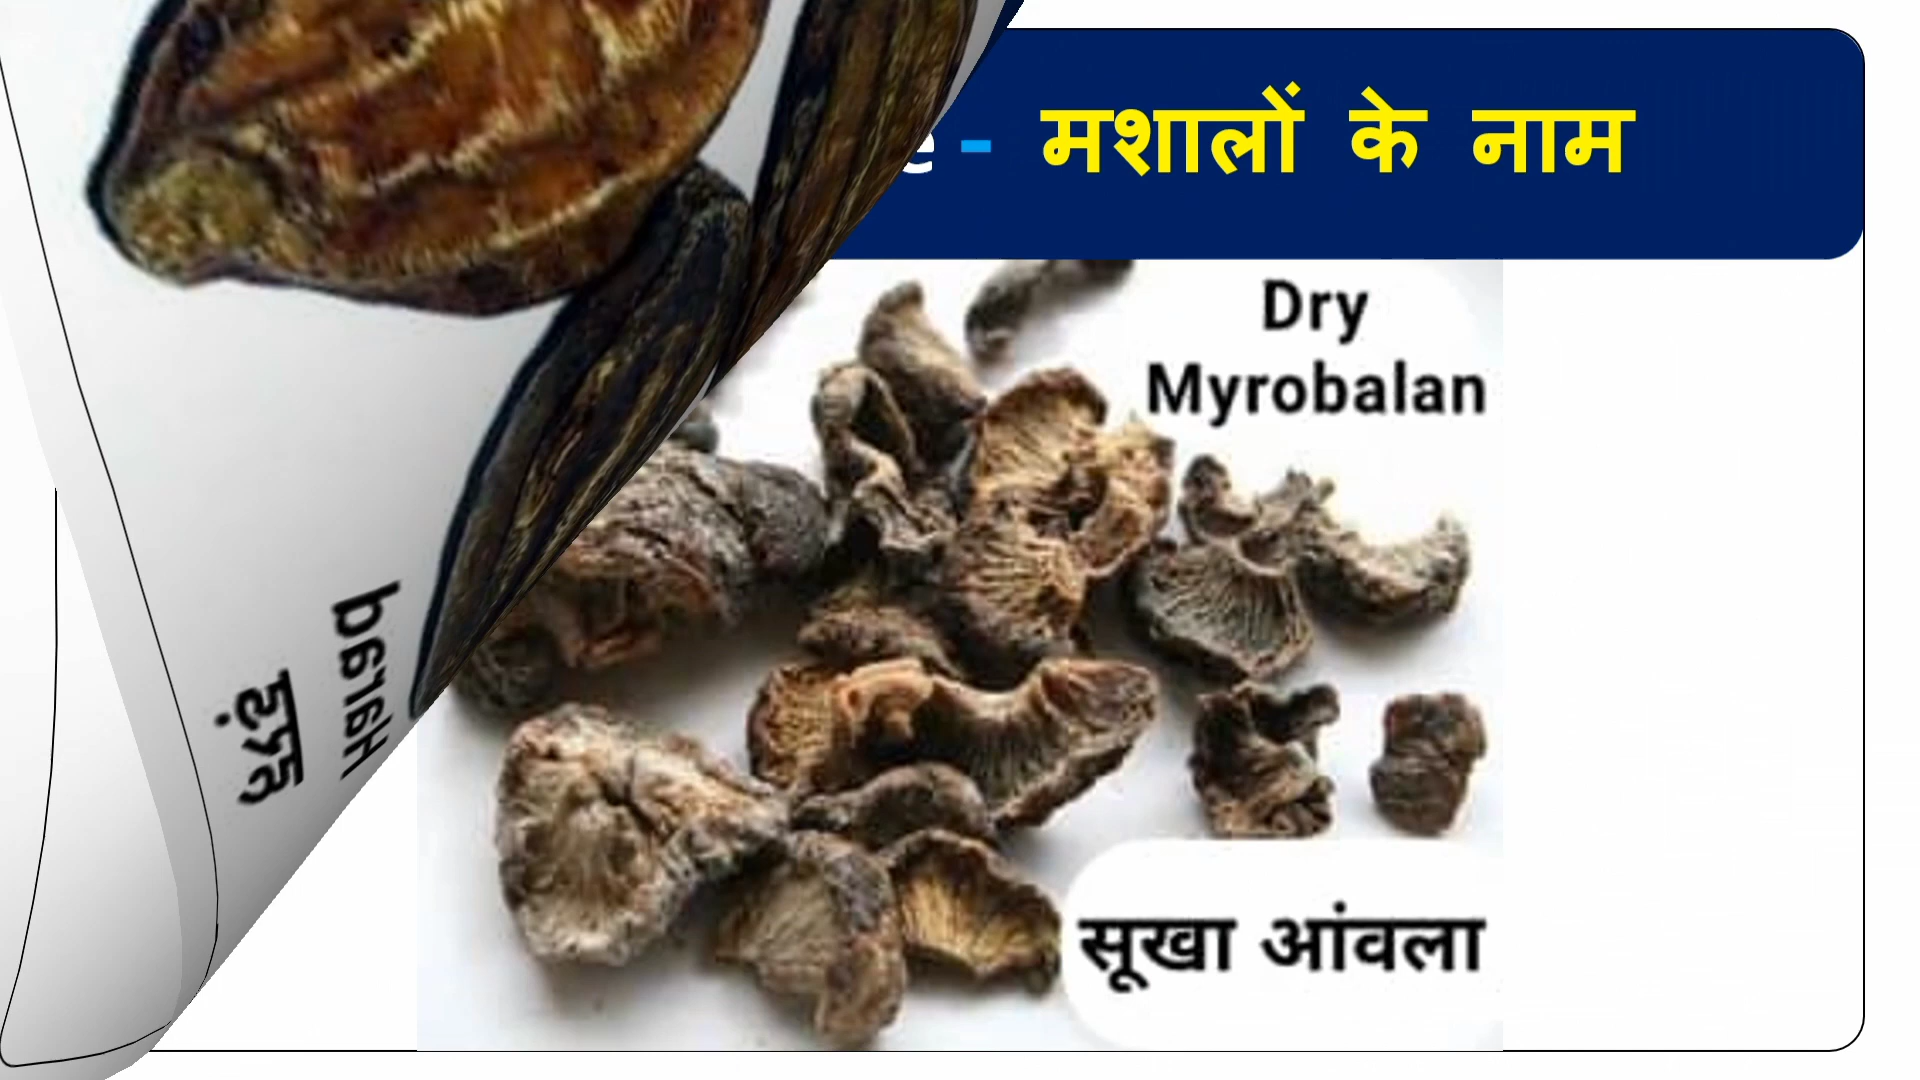 e - मशालों के नाम
Dry
Myrobalan
Harad
हरड़
सूखा आंवला